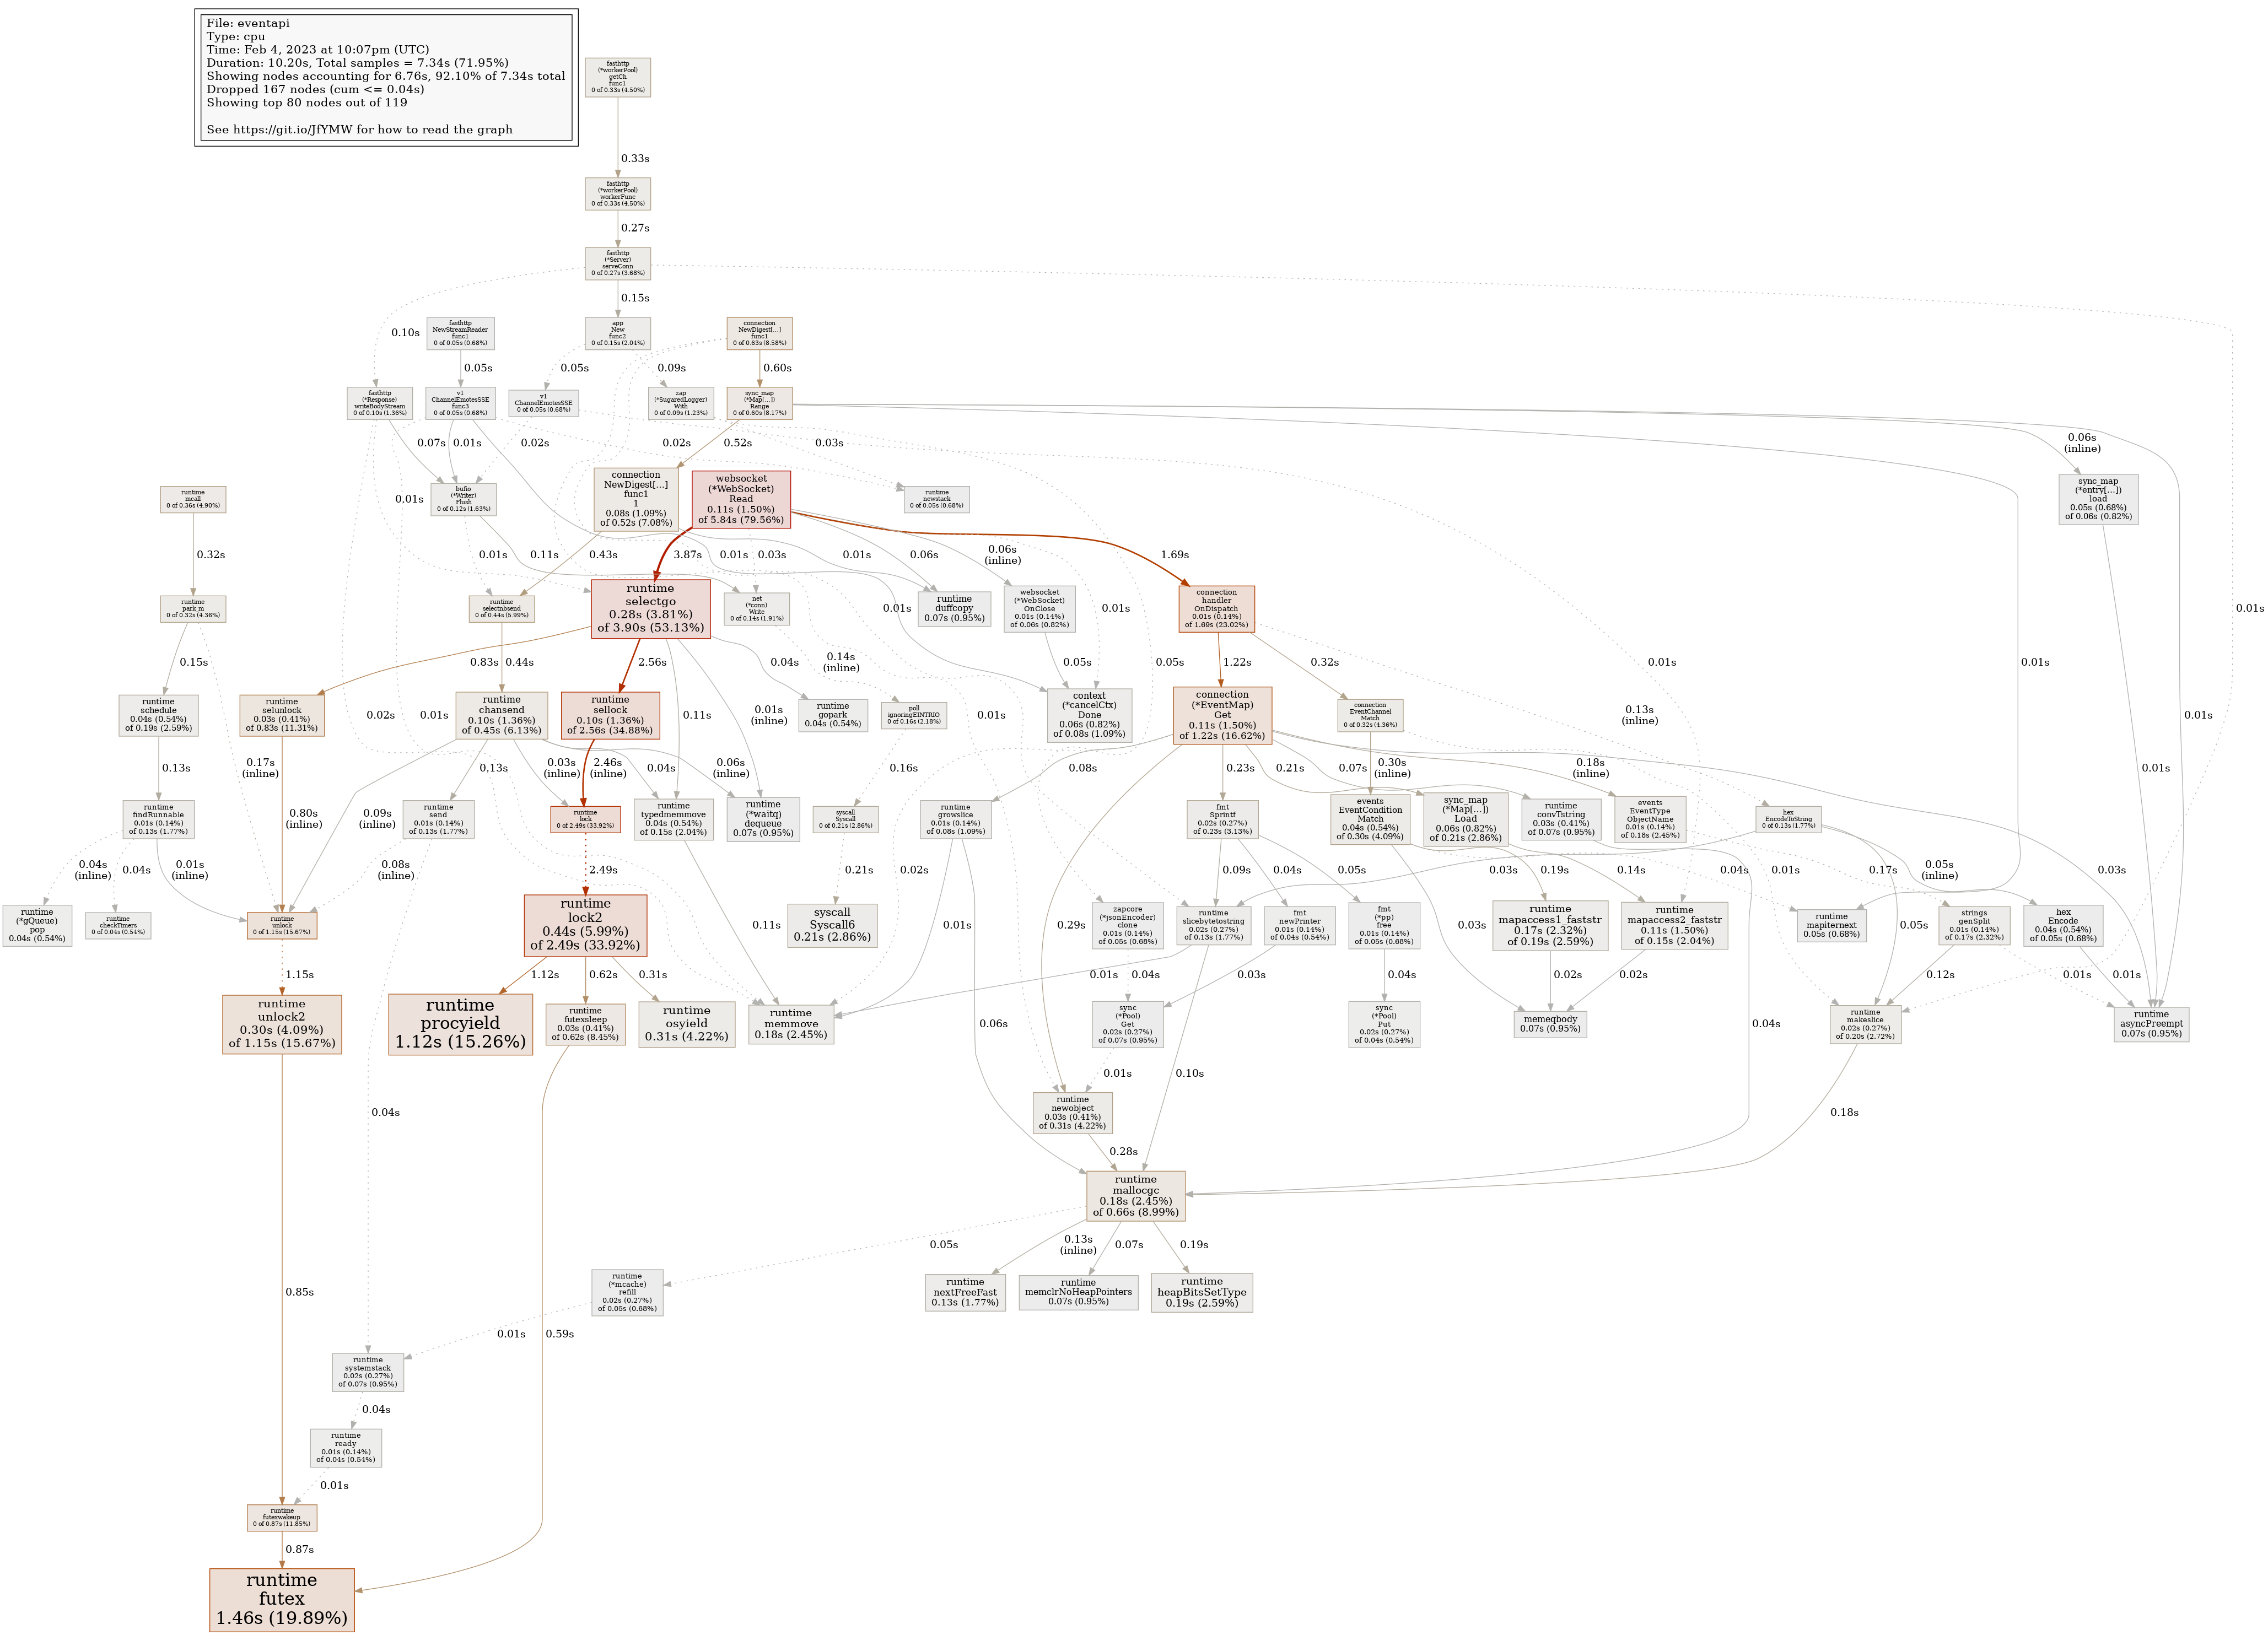 File: eventapi
Type: cpu
Time: Feb 4, 2023 at 10:07pm (UTC)
Duration: 10.20s, Total samples = 7.34s (71.95%)
Showing nodes accounting for 6.76s, 92.10% of 7.34s total
Dropped 167 nodes (cum <= 0.04s)
Showing top 80 nodes out of 119
See https://git.io/JfYMW for how to read the graph
fasthttp
(*workerPool)
getCh
func1
0 of 0.33s (4.50%)
0.33s
fasthttp
(*workerPool)
workerFunc
0 of 0.33s (4.50%)
0.27s
fasthttp
(*Server)
serveConn
0 of 0.27s (3.68%)
0.15s
0.10s
fasthttp
NewStreamReader
func1
0 of 0.05s (0.68%)
app
New
func2
0 of 0.15s (2.04%)
connection
NewDigest[…]
func1
0 of 0.63s (8.58%)
0.05s
0.05s
0.09s
0.60s
fasthttp
(*Response)
writeBodyStream
0 of 0.10s (1.36%)
v1
ChannelEmotesSSE
func3
0 of 0.05s (0.68%)
v1
ChannelEmotesSSE
0 of 0.05s (0.68%)
zap
(*SugaredLogger)
With
0 of 0.09s (1.23%)
sync_map
(*Map[…])
Range
0 of 0.60s (8.17%)
0.07s
0.01s
0.02s
0.02s
0.52s
0.03s
0.06s
(inline)
runtime
mcall
0 of 0.36s (4.90%)
0.01s
bufio
(*Writer)
Flush
0 of 0.12s (1.63%)
connection
NewDigest[…]
func1
1
0.08s (1.09%)
of 0.52s (7.08%)
websocket
(*WebSocket)
Read
0.11s (1.50%)
of 5.84s (79.56%)
runtime
newstack
0 of 0.05s (0.68%)
sync_map
(*entry[…])
load
0.05s (0.68%)
of 0.06s (0.82%)
0.32s
0.01s
0.11s
0.43s
3.87s
0.01s
0.03s
0.01s
0.06s
0.06s
(inline)
1.69s
runtime
park_m
0 of 0.32s (4.36%)
runtime
selectnbsend
0 of 0.44s (5.99%)
runtime
selectgo
0.28s (3.81%)
of 3.90s (53.13%)
net
(*conn)
Write
0 of 0.14s (1.91%)
0.01s
runtime
duffcopy
0.07s (0.95%)
websocket
(*WebSocket)
OnClose
0.01s (0.14%)
of 0.06s (0.82%)
0.01s
connection
handler
OnDispatch
0.01s (0.14%)
of 1.69s (23.02%)
0.01s
0.15s
0.83s
0.44s
2.56s
0.04s
0.14s
(inline)
0.05s
0.05s
1.22s
0.32s
0.01s
0.01s
runtime
schedule
0.04s (0.54%)
of 0.19s (2.59%)
runtime
selunlock
0.03s (0.41%)
of 0.83s (11.31%)
runtime
chansend
0.10s (1.36%)
of 0.45s (6.13%)
runtime
sellock
0.10s (1.36%)
of 2.56s (34.88%)
0.11s
0.01s
(inline)
runtime
gopark
0.04s (0.54%)
poll
ignoringEINTRIO
0 of 0.16s (2.18%)
0.01s
context
(*cancelCtx)
Done
0.06s (0.82%)
of 0.08s (1.09%)
connection
(*EventMap)
Get
0.11s (1.50%)
of 1.22s (16.62%)
connection
EventChannel
Match
0 of 0.32s (4.36%)
0.13s
(inline)
0.01s
0.02s
0.01s
0.13s
0.17s
(inline)
0.13s
0.03s
(inline)
2.46s
(inline)
0.04s
0.06s
(inline)
0.16s
0.08s
0.23s
0.21s
0.07s
0.30s
(inline)
0.18s
(inline)
0.01s
runtime
findRunnable
0.01s (0.14%)
of 0.13s (1.77%)
0.80s
(inline)
0.09s
(inline)
runtime
send
0.01s (0.14%)
of 0.13s (1.77%)
runtime
lock
0 of 2.49s (33.92%)
runtime
typedmemmove
0.04s (0.54%)
of 0.15s (2.04%)
runtime
(*waitq)
dequeue
0.07s (0.95%)
syscall
Syscall
0 of 0.21s (2.86%)
runtime
growslice
0.01s (0.14%)
of 0.08s (1.09%)
fmt
Sprintf
0.02s (0.27%)
of 0.23s (3.13%)
events
EventCondition
Match
0.04s (0.54%)
of 0.30s (4.09%)
sync_map
(*Map[…])
Load
0.06s (0.82%)
of 0.21s (2.86%)
runtime
convTstring
0.03s (0.41%)
of 0.07s (0.95%)
events
EventType
ObjectName
0.01s (0.14%)
of 0.18s (2.45%)
hex
EncodeToString
0 of 0.13s (1.77%)
0.04s
(inline)
0.04s
0.01s
(inline)
0.08s
(inline)
2.49s
0.21s
0.02s
0.09s
0.04s
0.05s
0.03s
0.19s
0.14s
0.04s
0.01s
0.17s
0.05s
(inline)
0.03s
runtime
(*gQueue)
pop
0.04s (0.54%)
runtime
checkTimers
0 of 0.04s (0.54%)
runtime
unlock
0 of 1.15s (15.67%)
runtime
lock2
0.44s (5.99%)
of 2.49s (33.92%)
0.11s
syscall
Syscall6
0.21s (2.86%)
0.01s
0.29s
zapcore
(*jsonEncoder)
clone
0.01s (0.14%)
of 0.05s (0.68%)
runtime
slicebytetostring
0.02s (0.27%)
of 0.13s (1.77%)
fmt
newPrinter
0.01s (0.14%)
of 0.04s (0.54%)
fmt
(*pp)
free
0.01s (0.14%)
of 0.05s (0.68%)
0.03s
runtime
mapaccess1_faststr
0.17s (2.32%)
of 0.19s (2.59%)
runtime
mapaccess2_faststr
0.11s (1.50%)
of 0.15s (2.04%)
runtime
mapiternext
0.05s (0.68%)
0.05s
strings
genSplit
0.01s (0.14%)
of 0.17s (2.32%)
hex
Encode
0.04s (0.54%)
of 0.05s (0.68%)
1.15s
1.12s
0.62s
0.31s
0.04s
0.01s
0.03s
0.04s
0.02s
0.02s
0.12s
0.01s
0.01s
runtime
unlock2
0.30s (4.09%)
of 1.15s (15.67%)
runtime
procyield
1.12s (15.26%)
runtime
futexsleep
0.03s (0.41%)
of 0.62s (8.45%)
runtime
osyield
0.31s (4.22%)
runtime
memmove
0.18s (2.45%)
0.06s
sync
(*Pool)
Get
0.02s (0.27%)
of 0.07s (0.95%)
sync
(*Pool)
Put
0.02s (0.27%)
of 0.04s (0.54%)
memeqbody
0.07s (0.95%)
0.04s
runtime
makeslice
0.02s (0.27%)
of 0.20s (2.72%)
runtime
asyncPreempt
0.07s (0.95%)
0.04s
0.01s
0.10s
0.18s
runtime
newobject
0.03s (0.41%)
of 0.31s (4.22%)
0.28s
runtime
mallocgc
0.18s (2.45%)
of 0.66s (8.99%)
0.05s
0.13s
(inline)
0.07s
0.19s
0.85s
runtime
(*mcache)
refill
0.02s (0.27%)
of 0.05s (0.68%)
runtime
nextFreeFast
0.13s (1.77%)
runtime
memclrNoHeapPointers
0.07s (0.95%)
runtime
heapBitsSetType
0.19s (2.59%)
0.01s
0.59s
runtime
systemstack
0.02s (0.27%)
of 0.07s (0.95%)
0.04s
runtime
ready
0.01s (0.14%)
of 0.04s (0.54%)
0.01s
runtime
futexwakeup
0 of 0.87s (11.85%)
0.87s
runtime
futex
1.46s (19.89%)